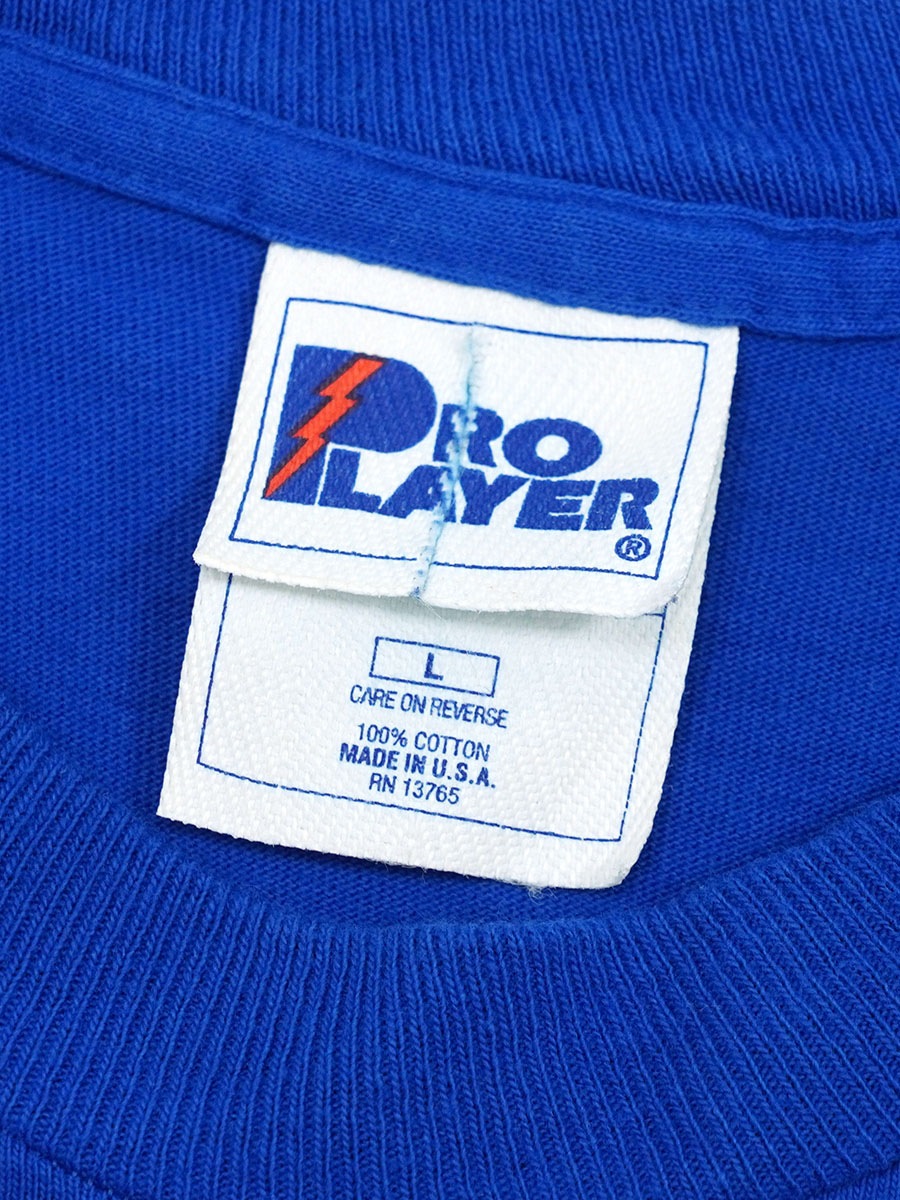 PRO
PLAYER
®
L
CARE ON REVERSE
100% COTTON
MADE IN U.S.A.
RN 13765